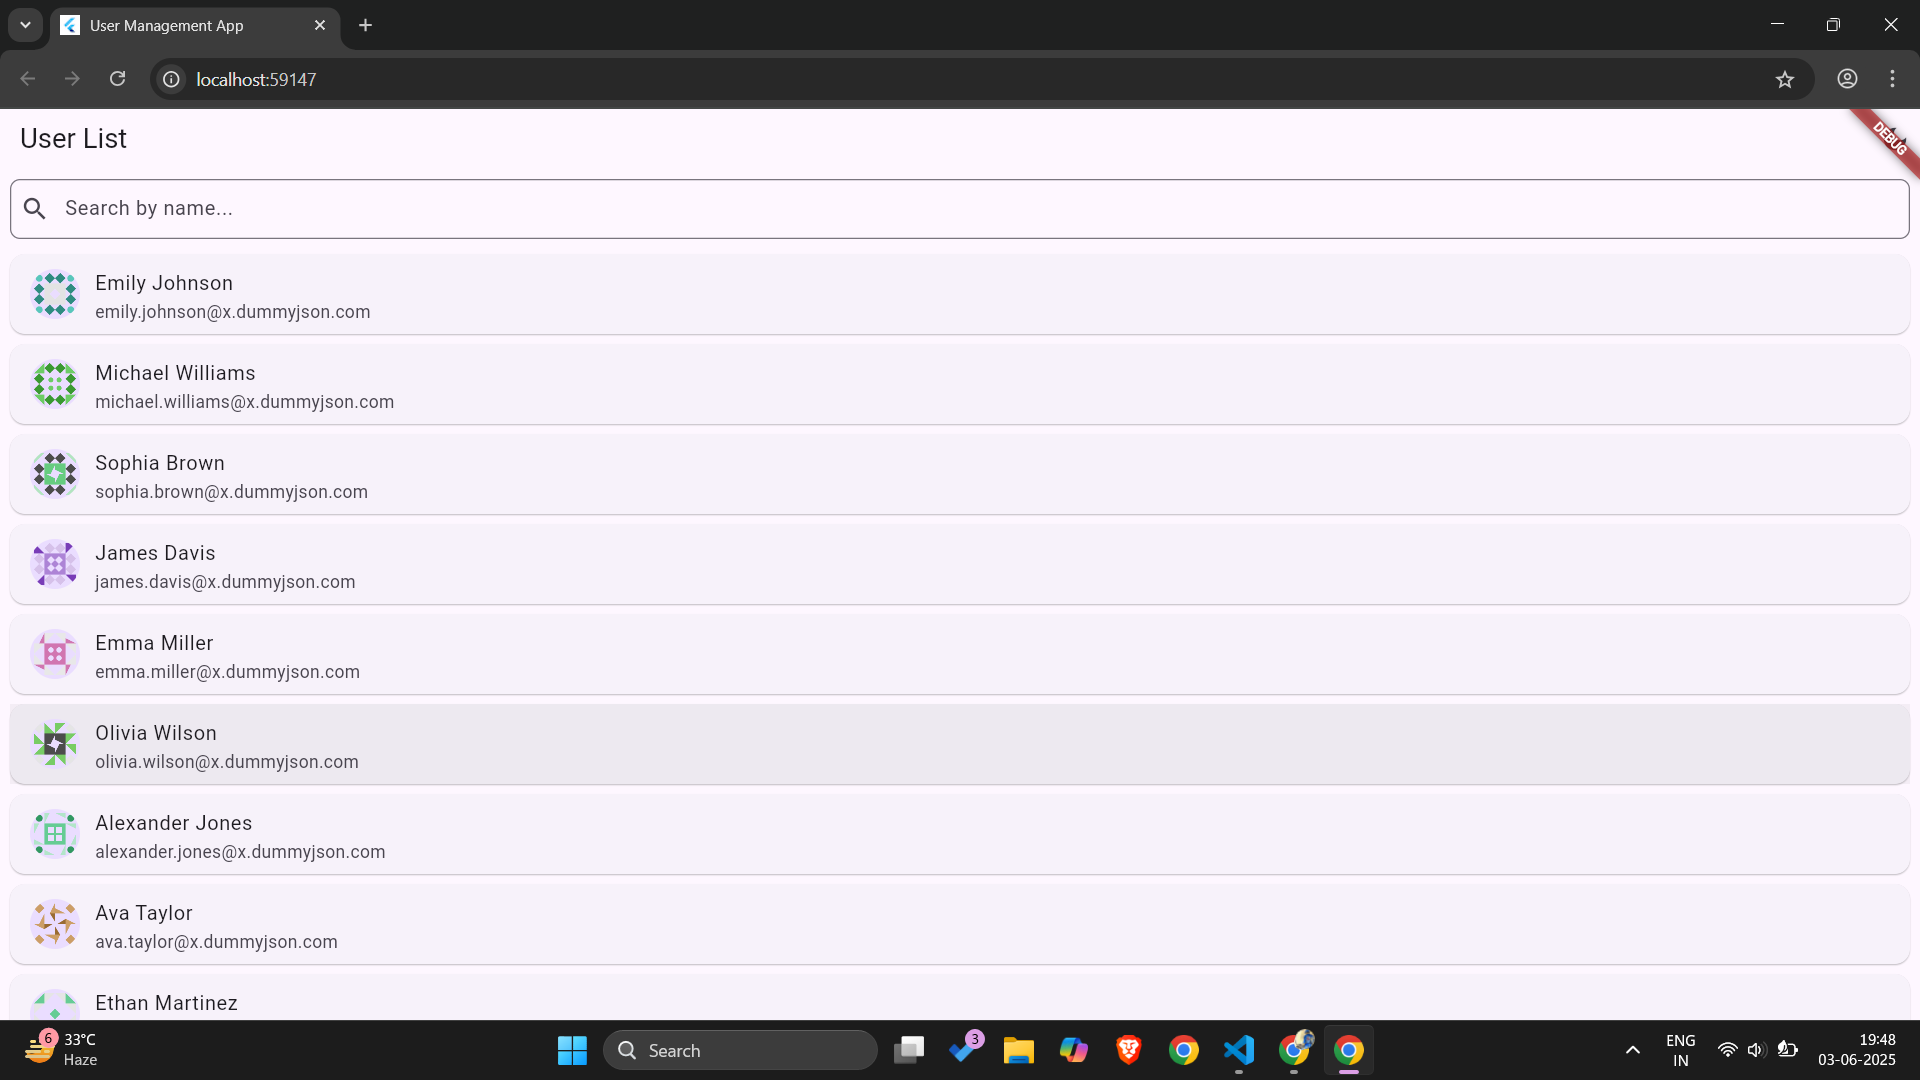 User Management App
localhost:59147
User List
DEBUG
Search by name...
Emily Johnson
emily.johnson@x.dummyjson.com
Michael Williams
michael.williams@x.dummyjson.com
Sophia Brown
sophia.brown@x.dummyjson.com
James Davis
james.davis@x.dummyjson.com
Emma Miller
emma.miller@x.dummyjson.com
Olivia Wilson
olivia.wilson@x.dummyjson.com
Alexander Jones
alexander.jones@x.dummyjson.com
Ava Taylor
ava.taylor@x.dummyjson.com
Ethan Martinez
6
33°C
Haze
Search
3
ENG
IN
19:48
03-06-2025